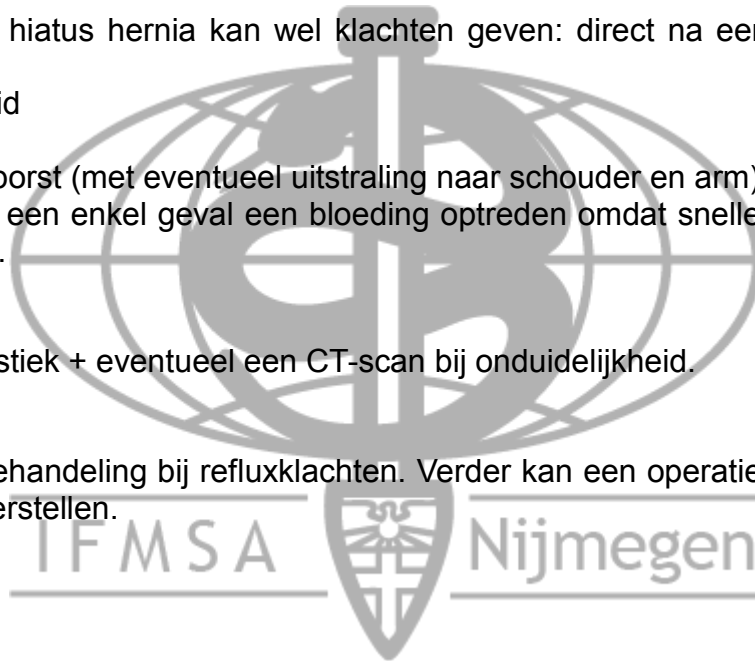 hiatus hernia kan wel klachten geven: direct na een
id
borst (met eventueel uitstraling naar schouder en arm)
een enkel geval een bloeding optreden omdat snelle
.
stiek + eventueel een CT-scan bij onduidelijkheid.
ehandeling bij refluxklachten. Verder kan een operatie
erstellen.
IFMSA Nijmegen